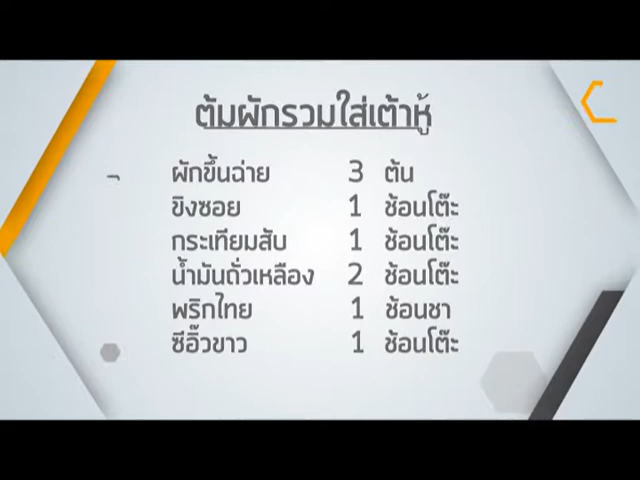 ต้มผักรวมใส่เต้าหู้
ผักขึ้นฉ่าย 3 ต้น
ขิงซอย 1 ช้อนโต๊ะ
กระเทียมสับ 1 ช้อนโต๊ะ
น้ำมันถั่วเหลือง 2 ช้อนโต๊ะ
พริกไทย 1 ช้อนชา
ซีอิ๊วขาว 1 ช้อนโต๊ะ